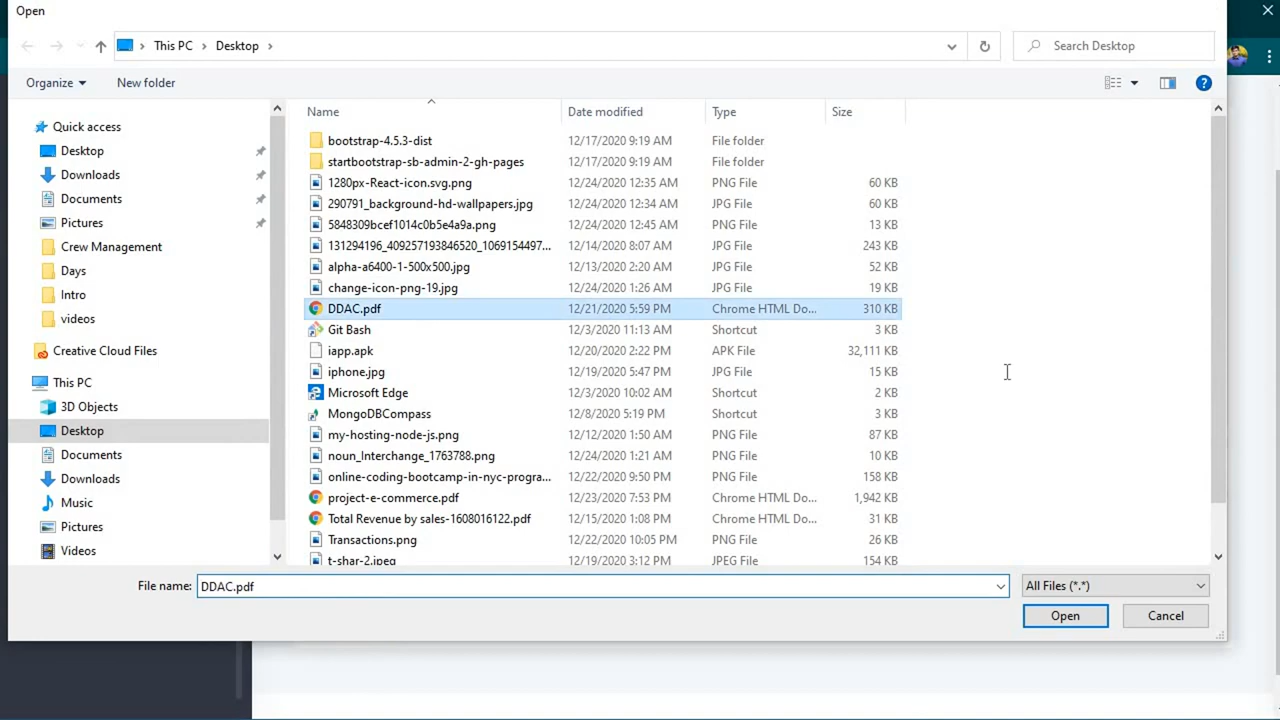 Open
This PC > Desktop >
Search Desktop
Organize
New folder
Name Date modified Type Size
Quick access
Desktop
Downloads
Documents
Pictures
Crew Management
Days
Intro
videos
Creative Cloud Files
This PC
3D Objects
Desktop
Documents
Downloads
Music
Pictures
Videos
bootstrap-4.5.3-dist 12/17/2020 9:19 AM File folder
startbootstrap-sb-admin-2-gh-pages 12/17/2020 9:19 AM File folder
1280px-React-icon.svg.png 12/24/2020 12:35 AM PNG File 60 KB
290791_background-hd-wallpapers.jpg 12/24/2020 12:34 AM JPG File 60 KB
5848309bcef1014c0b5e4a9a.png 12/24/2020 12:45 AM PNG File 13 KB
131294196_409257193846520_1069154497... 12/14/2020 8:07 AM JPG File 243 KB
alpha-a6400-1-500x500.jpg 12/13/2020 2:20 AM JPG File 52 KB
change-icon-png-19.jpg 12/24/2020 1:26 AM JPG File 19 KB
DDAC.pdf 12/21/2020 5:59 PM Chrome HTML Do... 310 KB
Git Bash 12/3/2020 11:13 AM Shortcut 3 KB
iapp.apk 12/20/2020 2:22 PM APK File 32,111 KB
iphone.jpg 12/19/2020 5:47 PM JPG File 15 KB
Microsoft Edge 12/3/2020 10:02 AM Shortcut 2 KB
MongoDBCompass 12/8/2020 5:19 PM Shortcut 3 KB
my-hosting-node-js.png 12/12/2020 1:50 AM PNG File 87 KB
noun_Interchange_1763788.png 12/24/2020 1:21 AM PNG File 10 KB
online-coding-bootcamp-in-nyc-progra... 12/22/2020 9:50 PM PNG File 158 KB
project-e-commerce.pdf 12/23/2020 7:53 PM Chrome HTML Do... 1,942 KB
Total Revenue by sales-1608016122.pdf 12/15/2020 1:08 PM Chrome HTML Do... 31 KB
Transactions.png 12/22/2020 10:05 PM PNG File 26 KB
t-shar-2.jpeg 12/19/2020 3:12 PM JPEG File 154 KB
File name: DDAC.pdf
All Files (*.*)
Open
Cancel